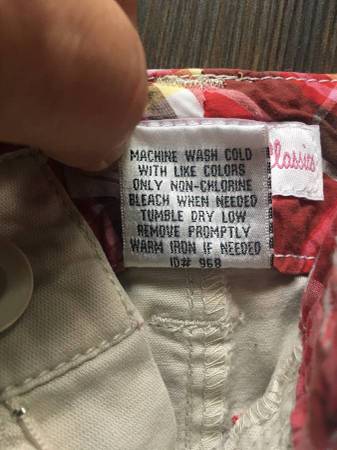 MACHINE WASH COLD
WITH LIKE COLORS
ONLY NON-CHLORINE
BLEACH WHEN NEEDED
TUMBLE DRY LOW
REMOVE PROMPTLY
WARM IRON IF NEEDED
ID# 968
Classics